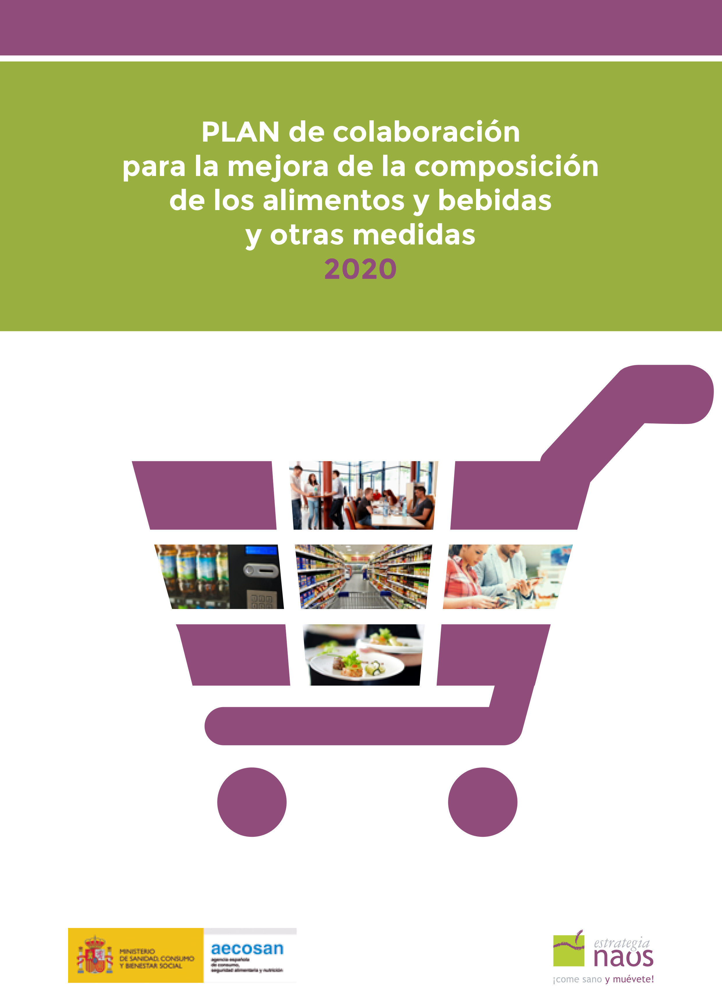 PLAN de colaboración
para la mejora de la composición
de los alimentos y bebidas
y otras medidas
2020
MINISTERIO
DE SANIDAD, CONSUMO
Y BIENESTAR SOCIAL
aecosan
agencia española
de consumo,
seguridad alimentaria y nutrición
estrategia
naos
¡come sano y muévete!